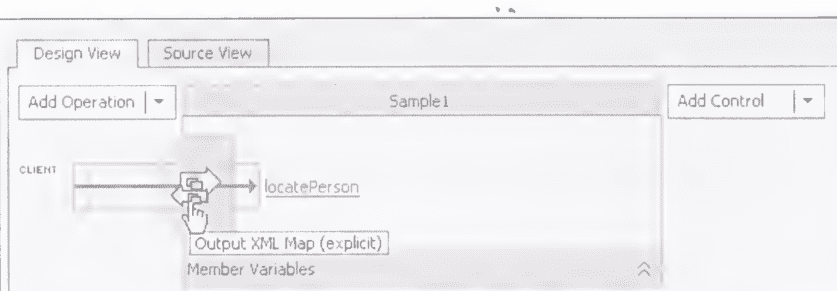 Design View Source View
Add Operation Sample1 Add Control
CLIENT
locatePerson
Output XML Map (explicit)
Member Variables